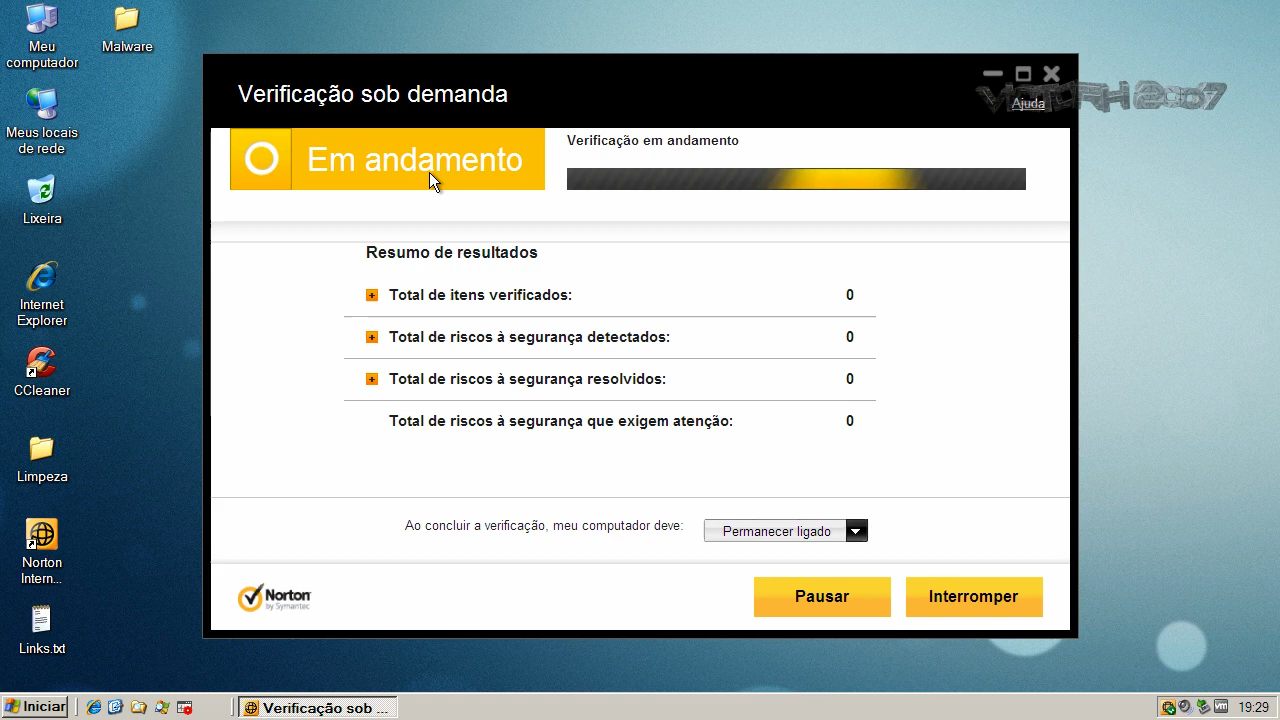 Meu
computador
Malware
Meus locais
de rede
Lixeira
Internet
Explorer
CCleaner
Limpeza
Norton
Intern...
Links.txt
Verificação sob demanda
Ajuda
Em andamento
Verificação em andamento
Resumo de resultados
Total de itens verificados: 0
Total de riscos à segurança detectados: 0
Total de riscos à segurança resolvidos: 0
Total de riscos à segurança que exigem atenção: 0
Ao concluir a verificação, meu computador deve: Permanecer ligado
Norton
by Symantec
Pausar
Interromper
Iniciar
Verificação sob ...
19:29